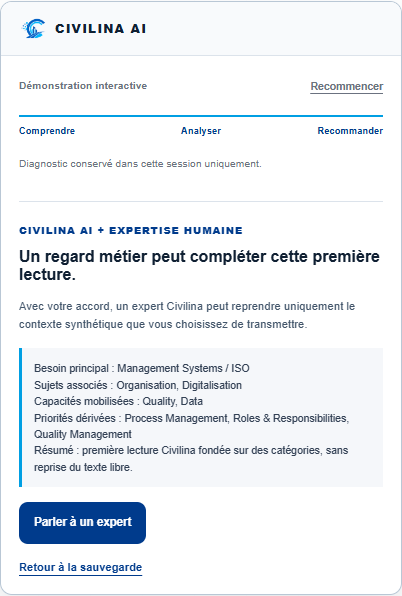 CIVILINA AI
Démonstration interactive
Recommencer
Comprendre
Analyser
Recommander
Diagnostic conservé dans cette session uniquement.
CIVILINA AI + EXPERTISE HUMAINE
Un regard métier peut compléter cette première
lecture.
Avec votre accord, un expert Civilina peut reprendre uniquement le
contexte synthétique que vous choisissez de transmettre.
Besoin principal : Management Systems / ISO
Sujets associés : Organisation, Digitalisation
Capacités mobilisées : Quality, Data
Priorités dérivées : Process Management, Roles & Responsibilities,
Quality Management
Résumé : première lecture Civilina fondée sur des catégories, sans
reprise du texte libre.
Parler à un expert
Retour à la sauvegarde